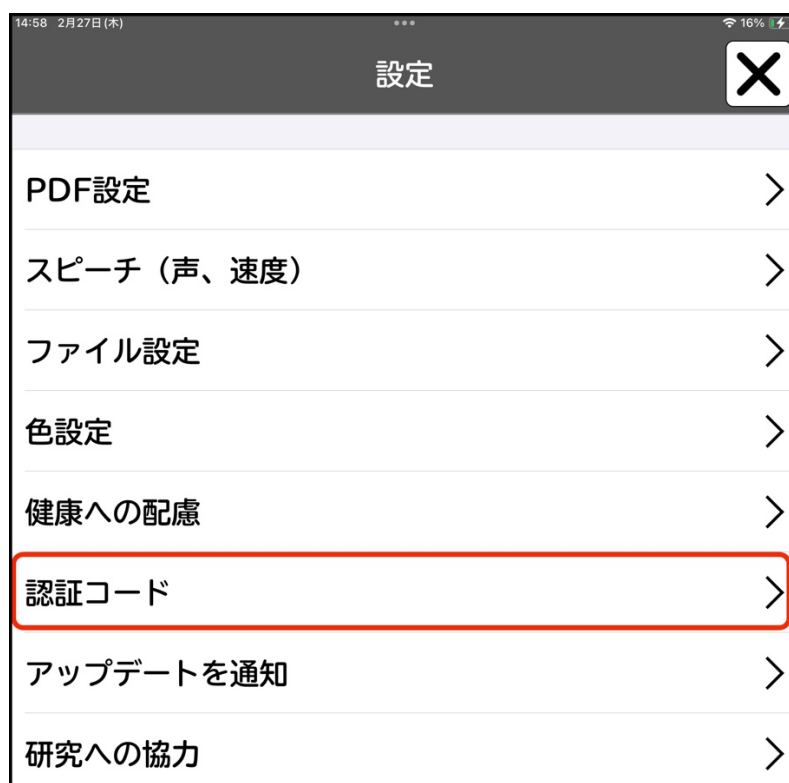 14:58 2月27日(木)
16%
設定
PDF設定
スピーチ（声、速度）
ファイル設定
色設定
健康への配慮
認証コード
アップデートを通知
研究への協力